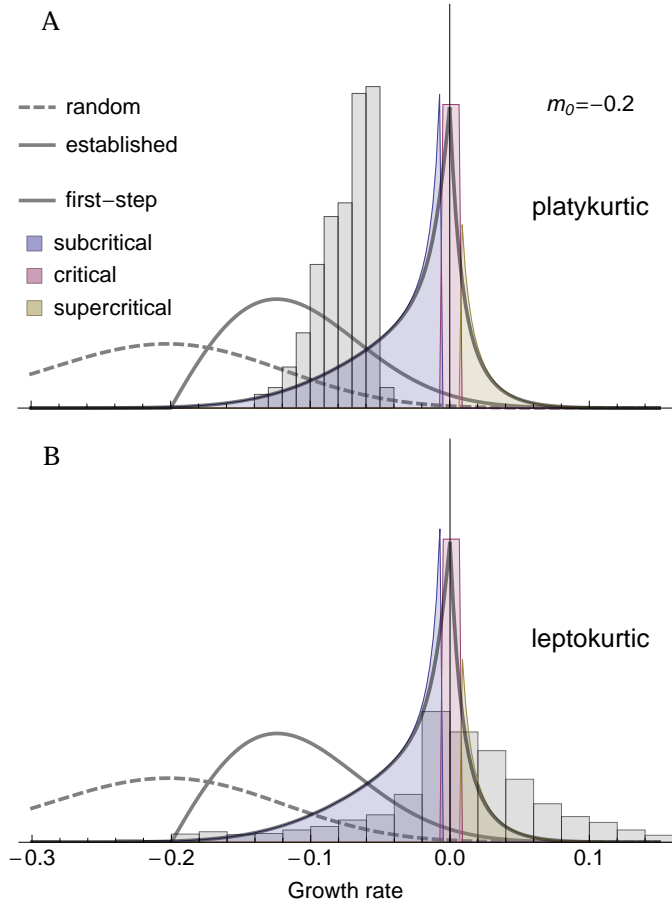 A
random
established
first−step
subcritical
critical
supercritical
m0=−0.2
platykurtic
B
leptokurtic
−0.3 −0.2 −0.1 0.0 0.1
Growth rate